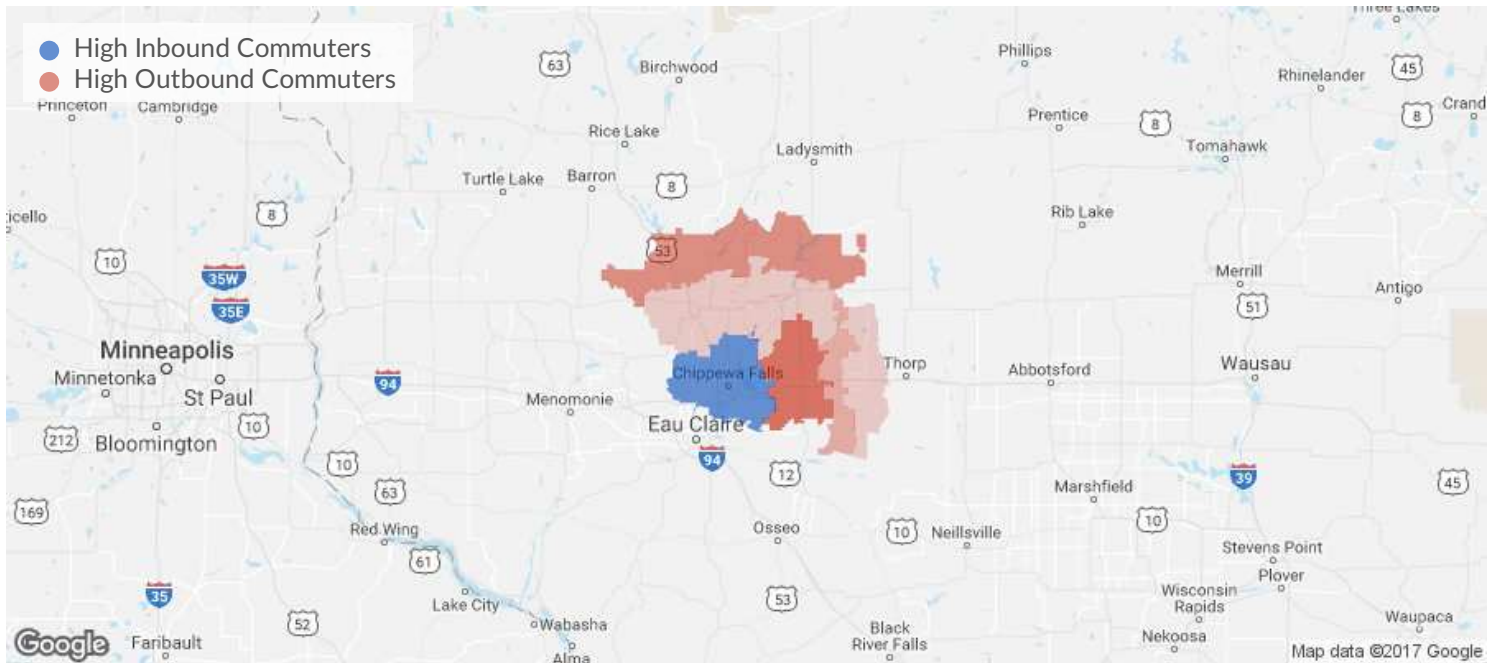 High Inbound Commuters
High Outbound Commuters
Three Lakes
Phillips
63
Birchwood
Rhinelander
45
Princeton
Cambridge
Crand
8
Prentice
8
Rice Lake
Tomahawk
Ladysmith
Turtle Lake
Barron
8
8
Rib Lake
ticello
10
53
35W
Merrill
Antigo
35E
51
Minneapolis
Thorp
Abbotsford
Wausau
Minnetonka
Chippewa Falls
St Paul
94
Menomonie
Eau Claire
212
Bloomington
10
10
94
12
39
45
63
Marshfield
169
10
Red Wing
Osseo
10
Neillsville
Stevens Point
61
Plover
35
Lake City
53
Wisconsin
Rapids
52
Wabasha
Waupaca
Google
Faribault
Black
River Falls
Nekoosa
Alma
Map data ©2017 Google